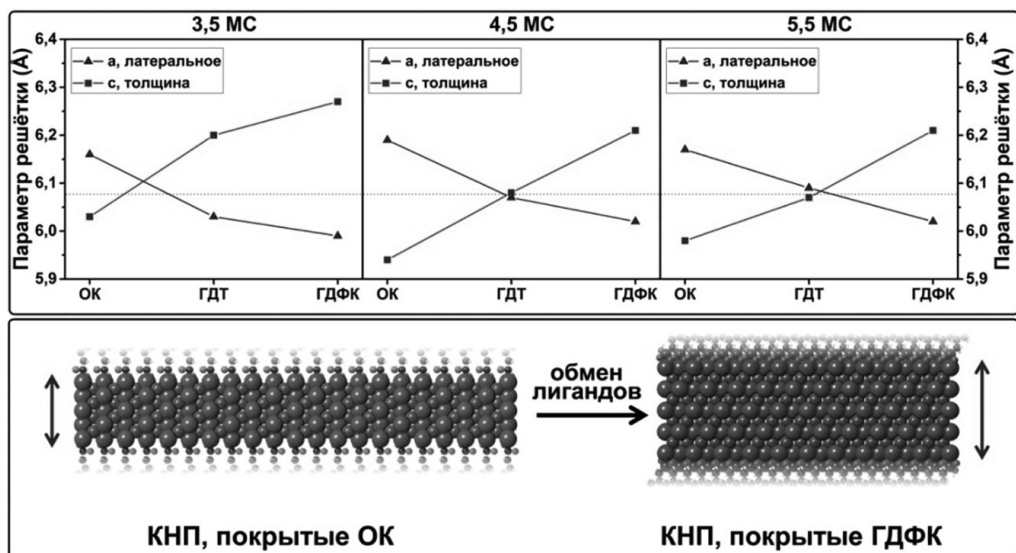 3,5 МС 4,5 МС 5,5 МС
6,4 6,4
6,3 6,3
6,2 6,2
6,1 6,1
6,0 6,0
5,9 5,9
Параметр решётки (Å)
Параметр решётки (Å)
а, латеральное
с, толщина
а, латеральное
с, толщина
а, латеральное
с, толщина
ОК ГДТ ГДФК ОК ГДТ ГДФК ОК ГДТ ГДФК
обмен
лигандов
КНП, покрытые ОК
КНП, покрытые ГДФК